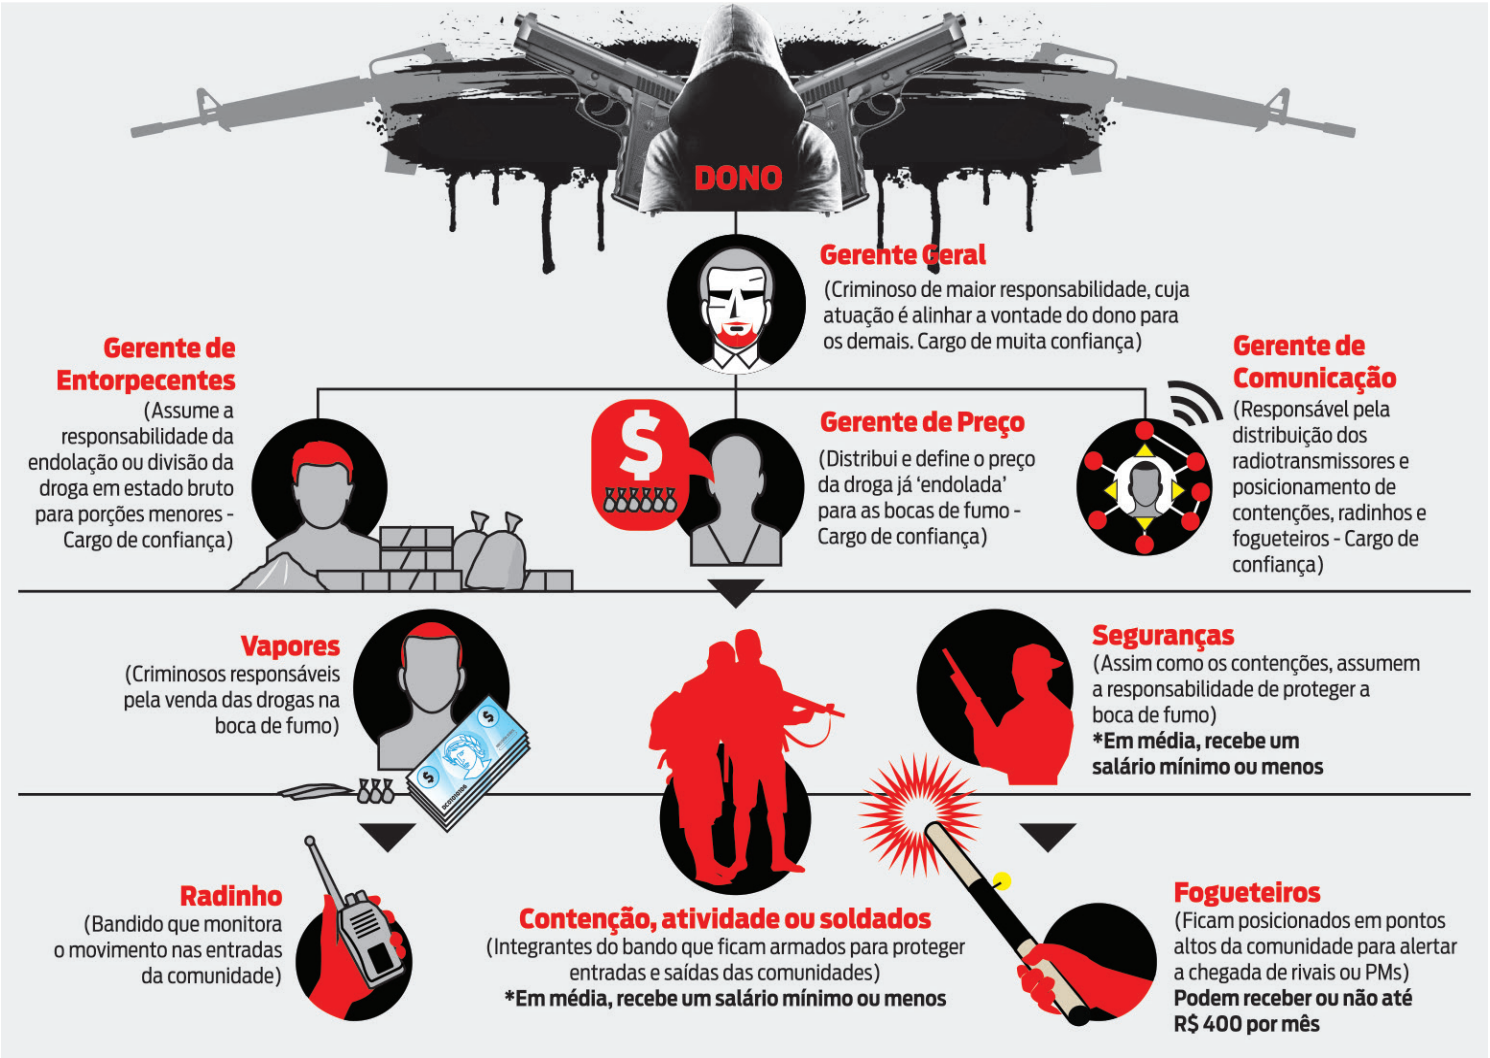 DONO
Gerente Geral
(Criminoso de maior responsabilidade, cuja
atuação é alinhar a vontade do dono para
os demais. Cargo de muita confiança)
Gerente de
Entorpecentes
(Assume a
responsabilidade da
endolação ou divisão da
droga em estado bruto
para porções menores -
Cargo de confiança)
$
Gerente de Preço
(Distribui e define o preço
da droga já ‘endolada’
para as bocas de fumo -
Cargo de confiança)
Gerente de
Comunicação
(Responsável pela
distribuição dos
radiotransmissores e
posicionamento de
contenções, radinhos e
fogueteiros - Cargo de
confiança)
Vapores
(Criminosos responsáveis
pela venda das drogas na
boca de fumo)
$
$
Seguranças
(Assim como os contenções, assumem
a responsabilidade de proteger a
boca de fumo)
*Em média, recebe um
salário mínimo ou menos
Radinho
(Bandido que monitora
o movimento nas entradas
da comunidade)
Contenção, atividade ou soldados
(Integrantes do bando que ficam armados para proteger
entradas e saídas das comunidades)
*Em média, recebe um salário mínimo ou menos
Fogueteiros
(Ficam posicionados em pontos
altos da comunidade para alertar
a chegada de rivais ou PMs)
Podem receber ou não até
R$ 400 por mês